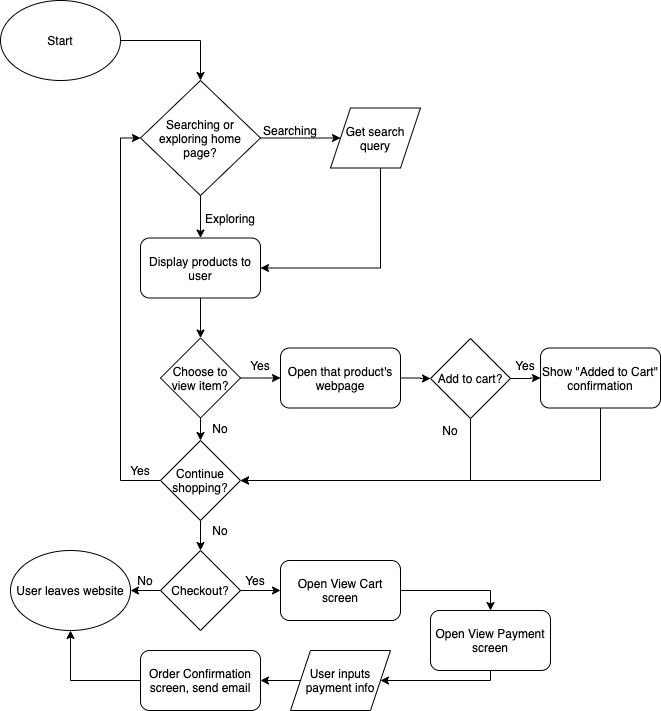 Start
Searching or
exploring home
page?
Searching
Get search
query
Exploring
Display products to
user
Choose to
view item?
Yes
Open that product's
webpage
Add to cart?
Yes
Show "Added to Cart"
confirmation
No
No
Continue
shopping?
Yes
No
Checkout?
No
User leaves website
Yes
Open View Cart
screen
Open View Payment
screen
User inputs
payment info
Order Confirmation
screen, send email